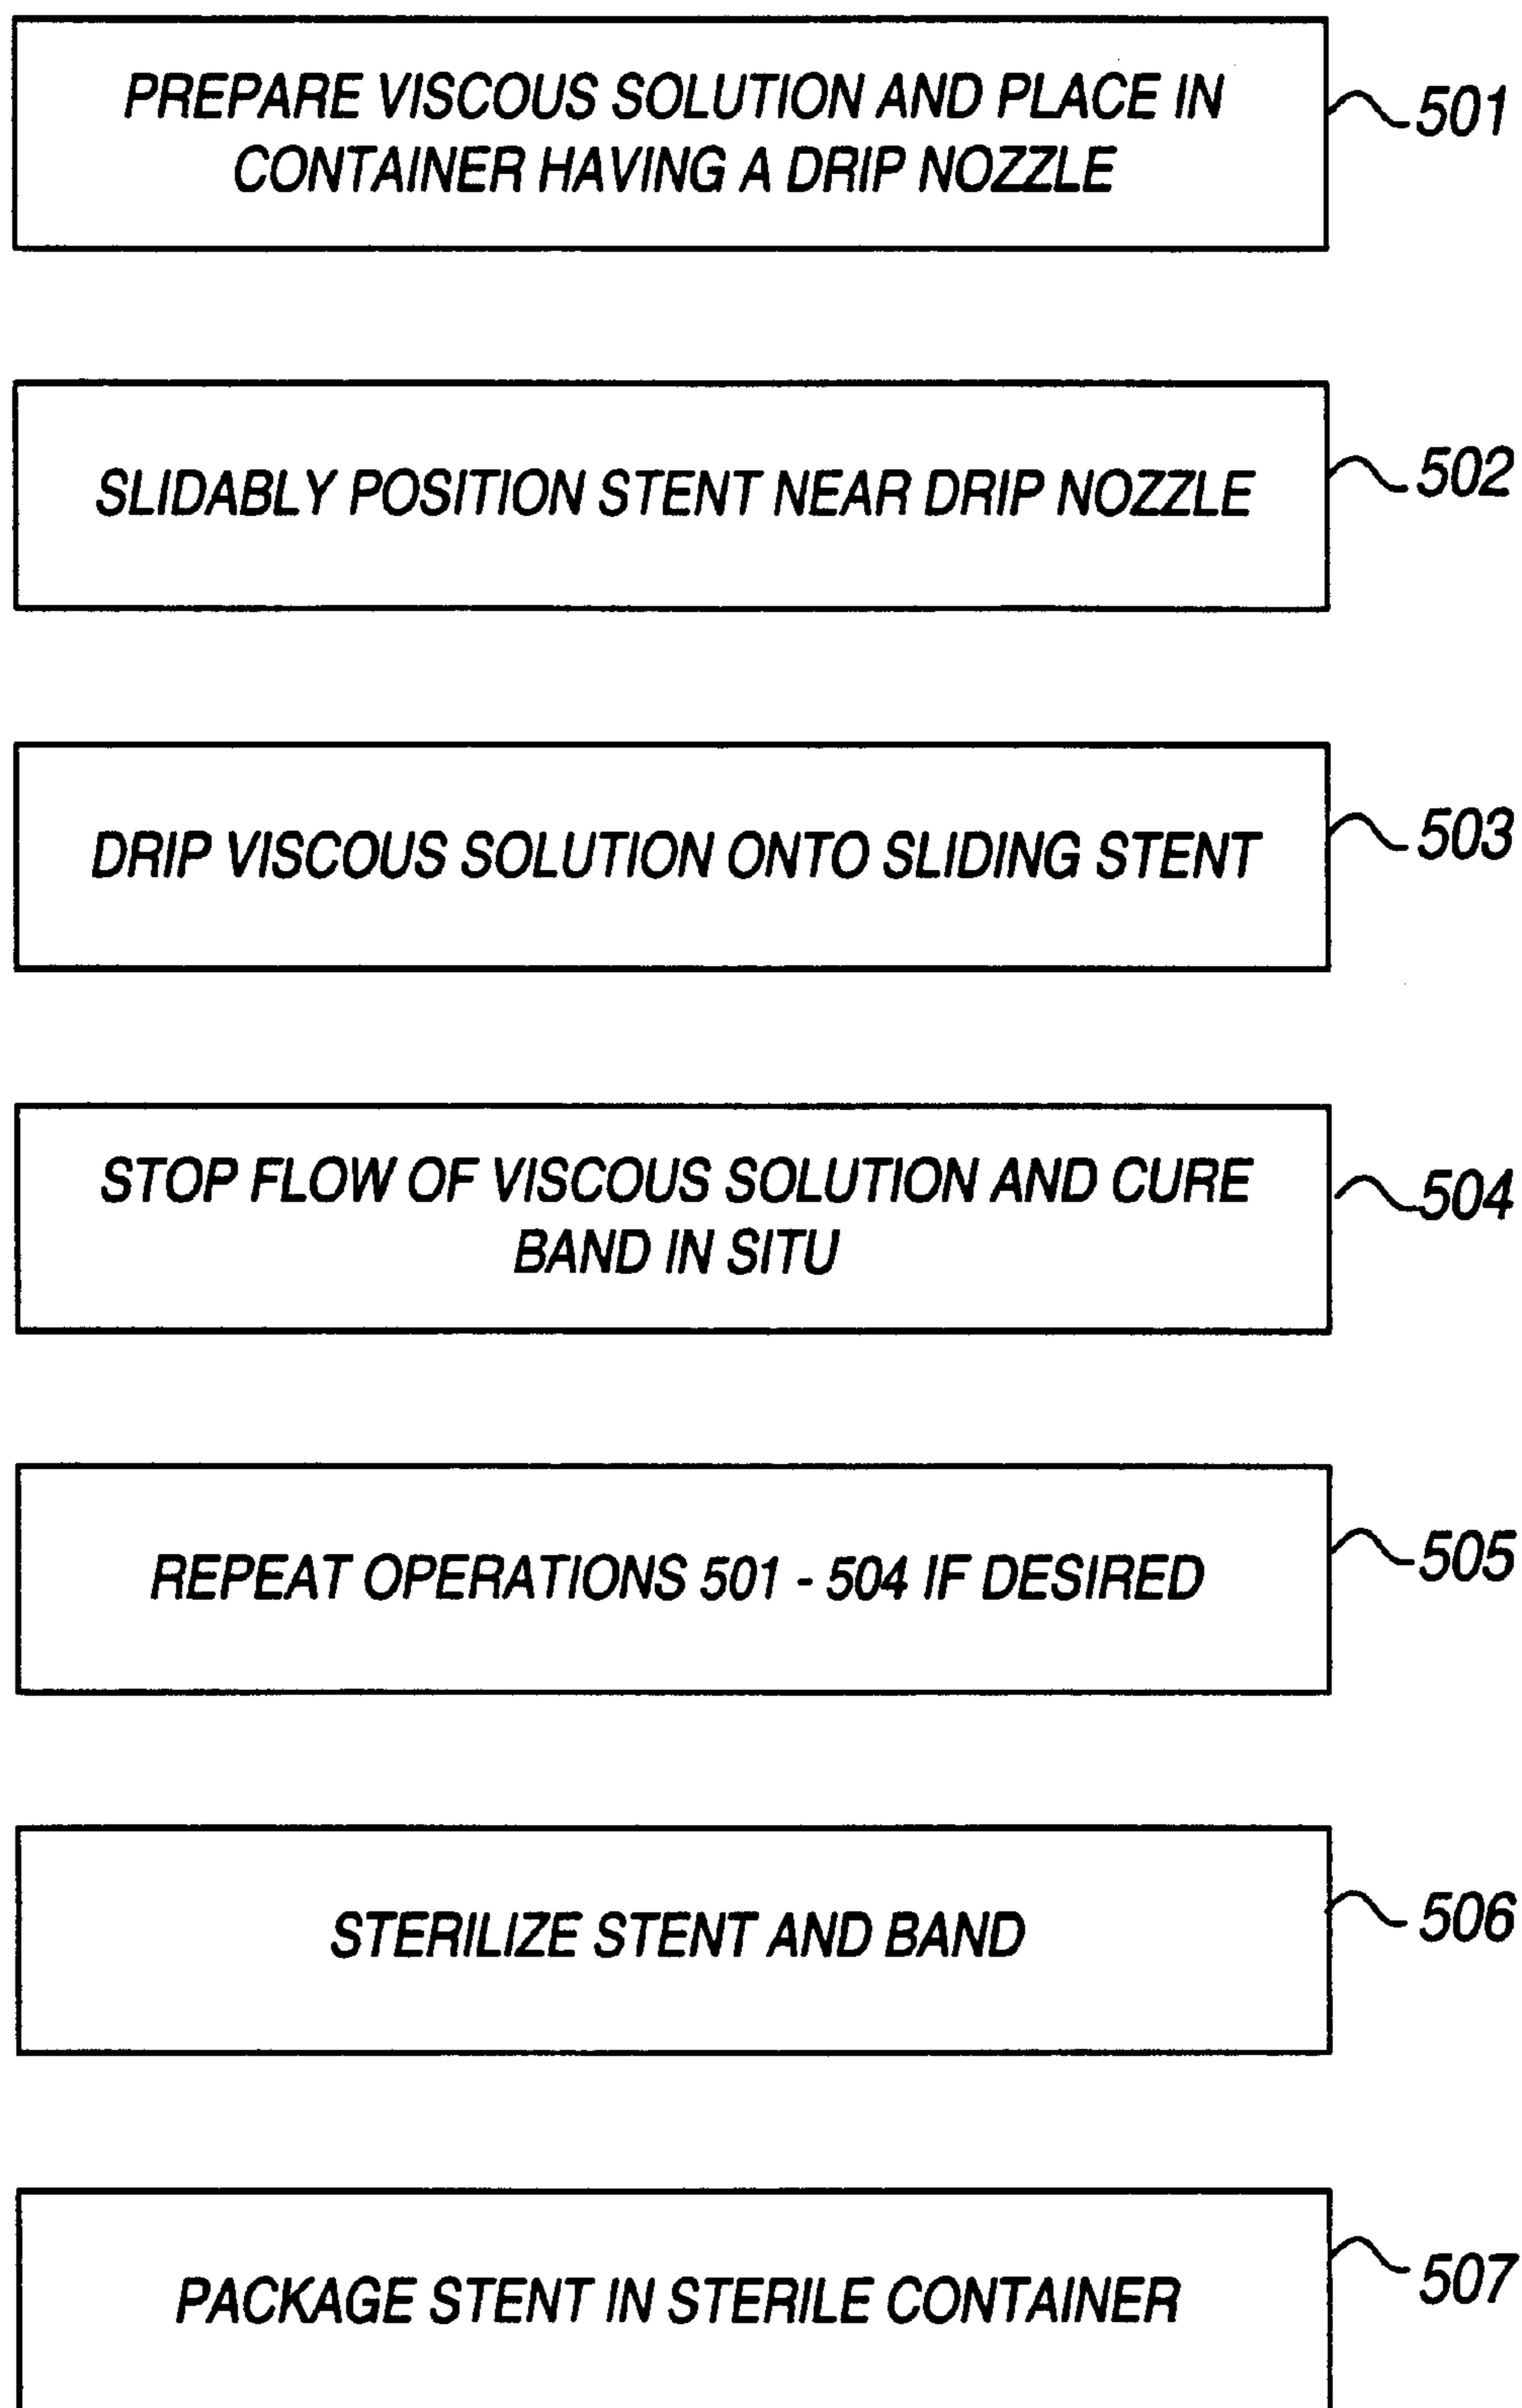 PREPARE VISCOUS SOLUTION AND PLACE IN
CONTAINER HAVING A DRIP NOZZLE
501
SLIDABLY POSITION STENT NEAR DRIP NOZZLE
502
DRIP VISCOUS SOLUTION ONTO SLIDING STENT
503
STOP FLOW OF VISCOUS SOLUTION AND CURE
BAND IN SITU
504
REPEAT OPERATIONS 501 - 504 IF DESIRED
505
STERILIZE STENT AND BAND
506
PACKAGE STENT IN STERILE CONTAINER
507